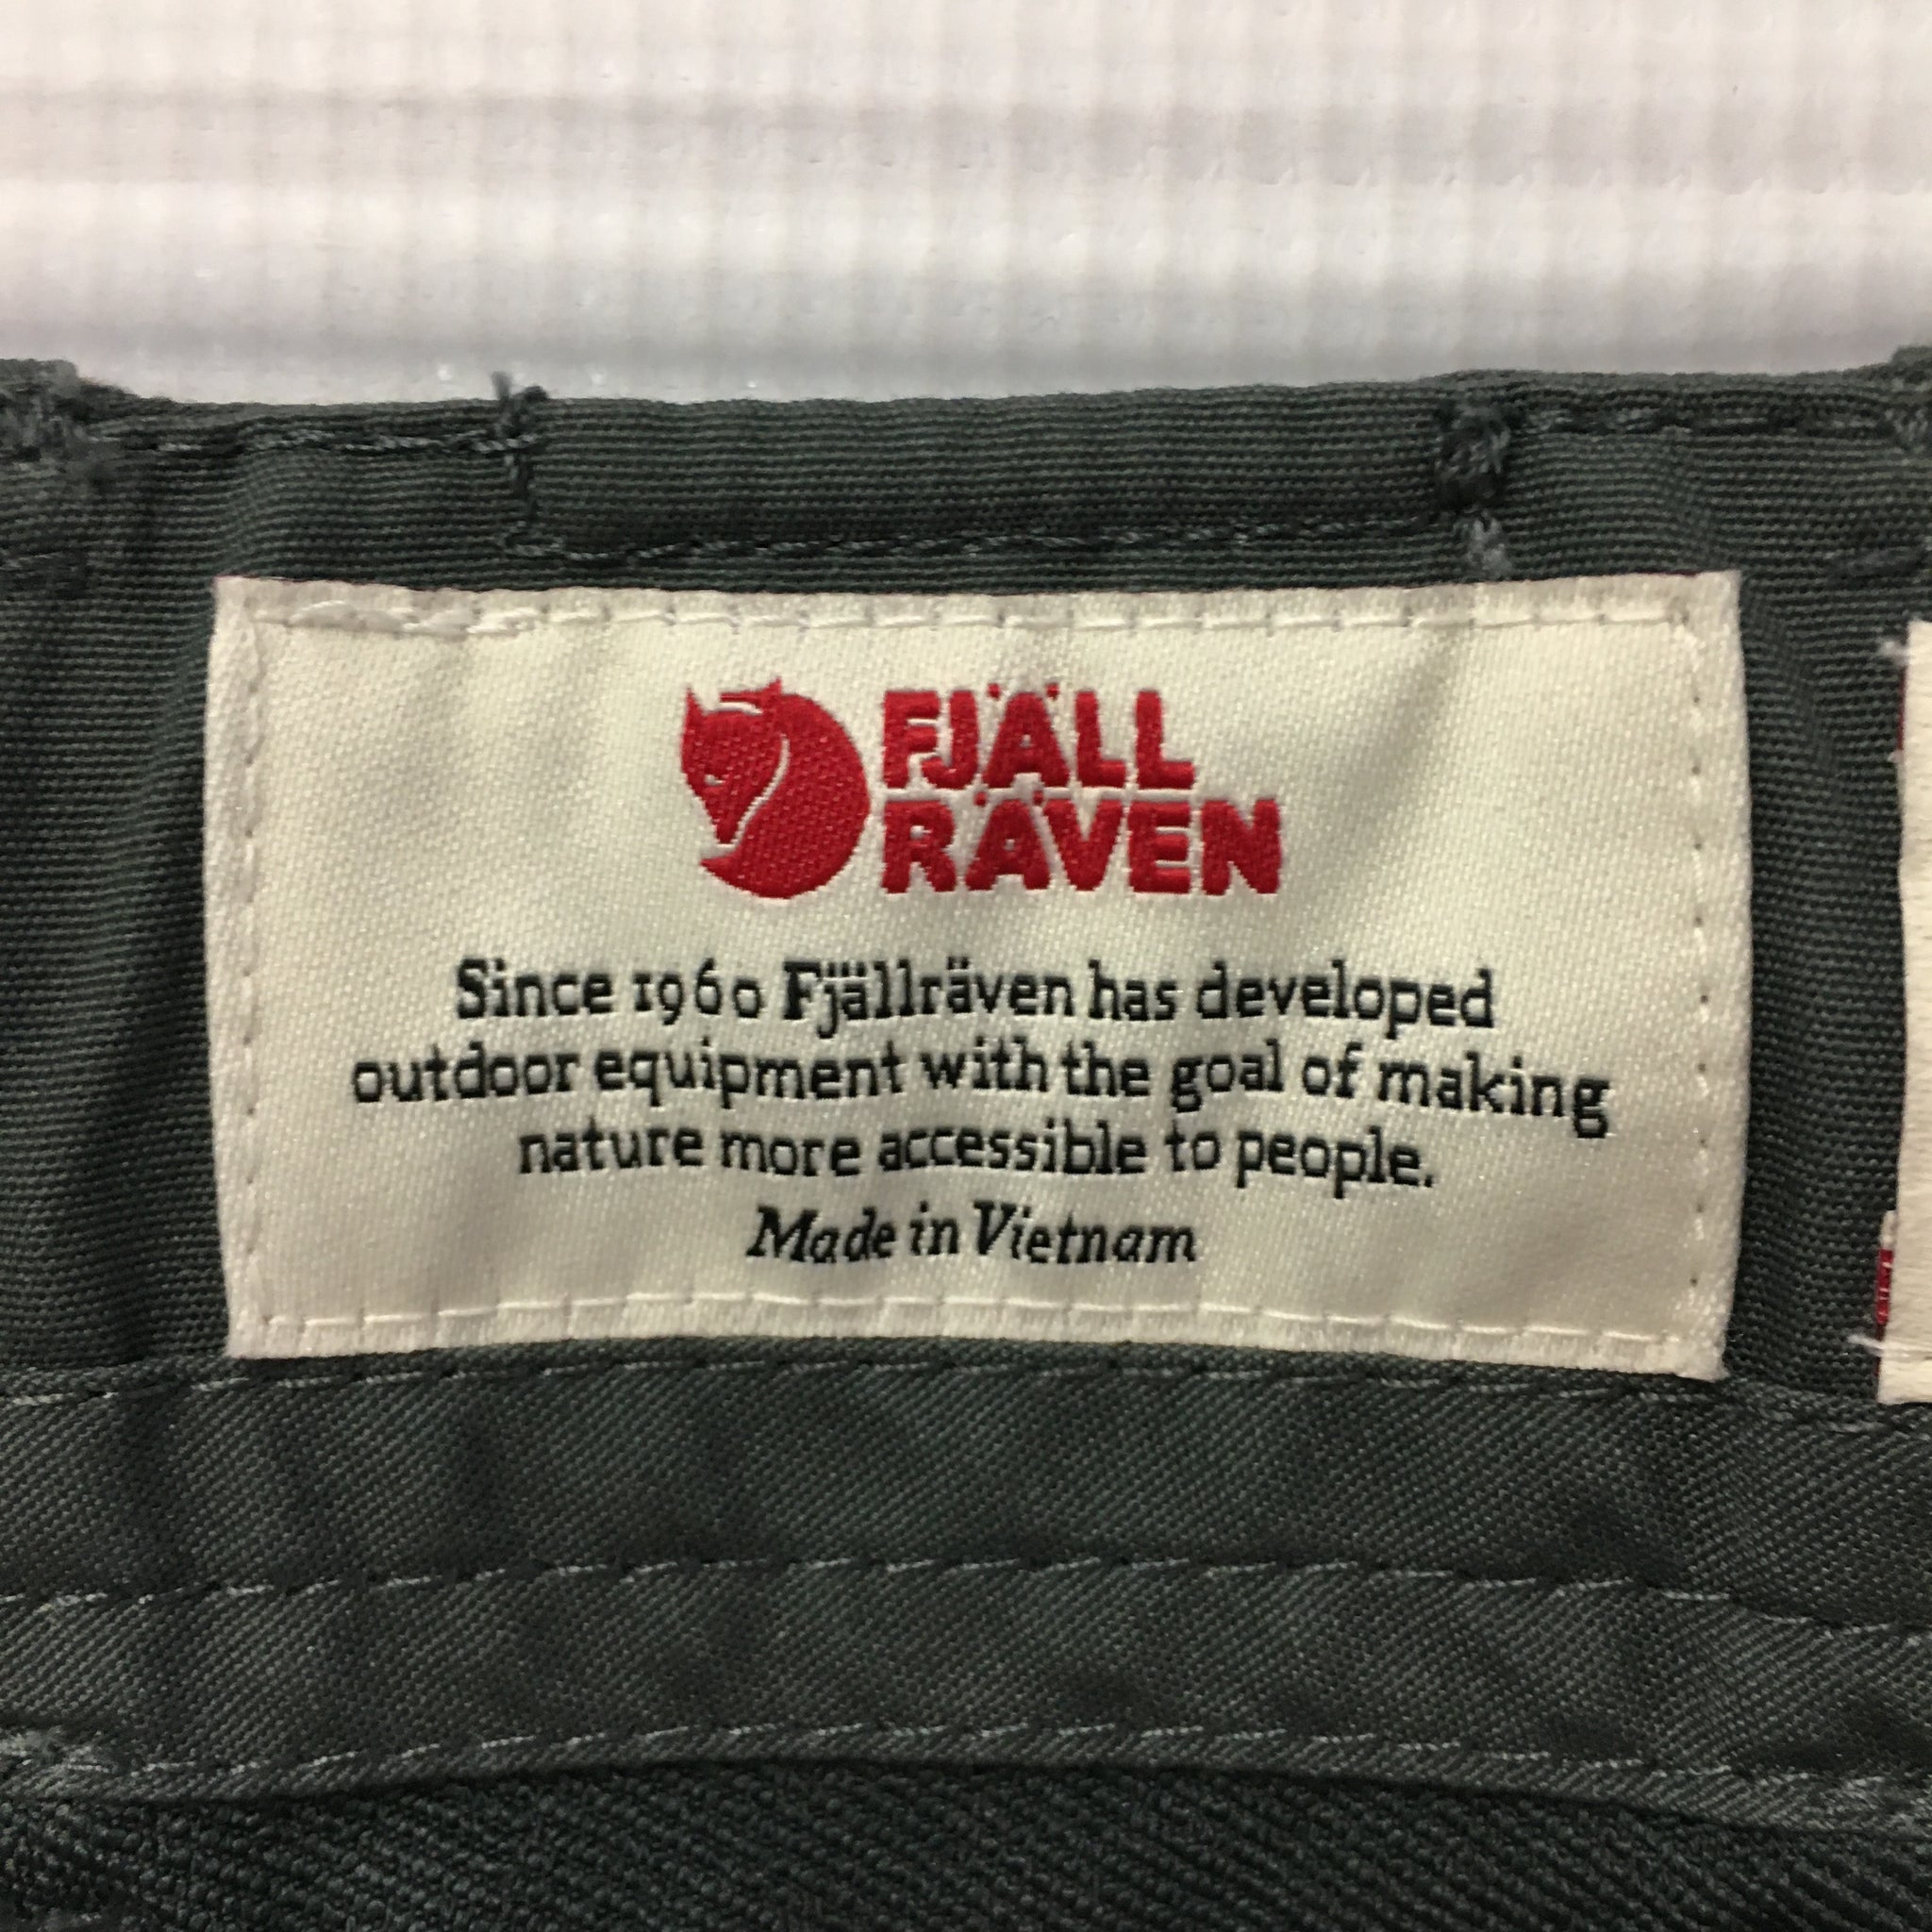 FJÄLL
RÄVEN
Since 1960 Fjällräven has developed
outdoor equipment with the goal of making
nature more accessible to people.
Made in Vietnam